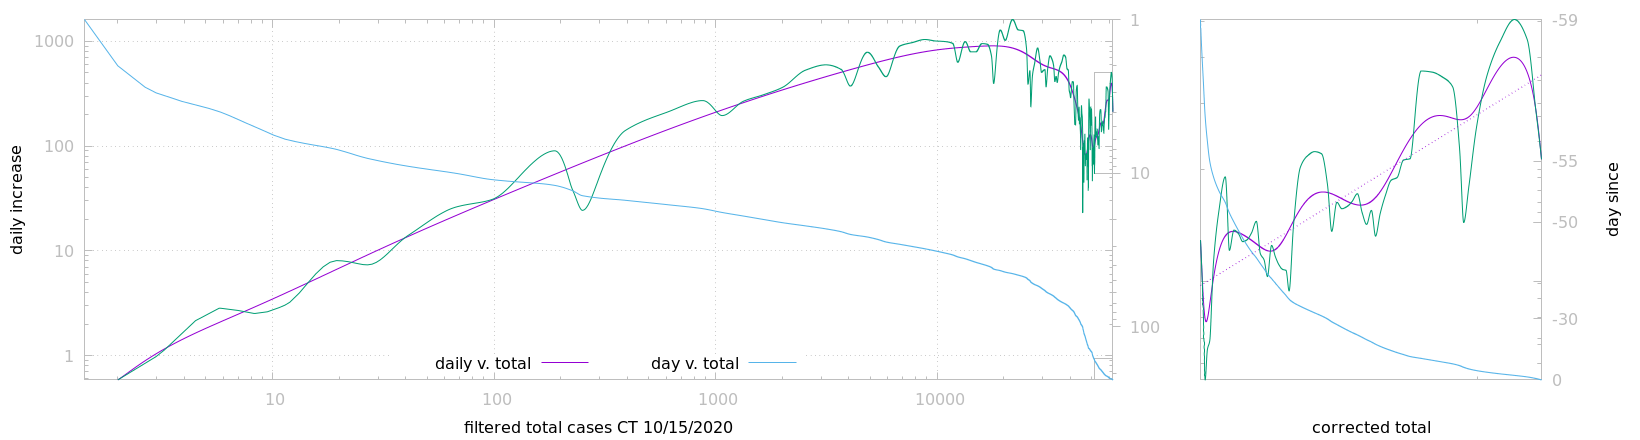 daily increase
1000
100
10
1
1
10
100
daily v. total
day v. total
10
100
1000
10000
filtered total cases CT 10/15/2020
-59
-55
-50
-30
0
day since
corrected total